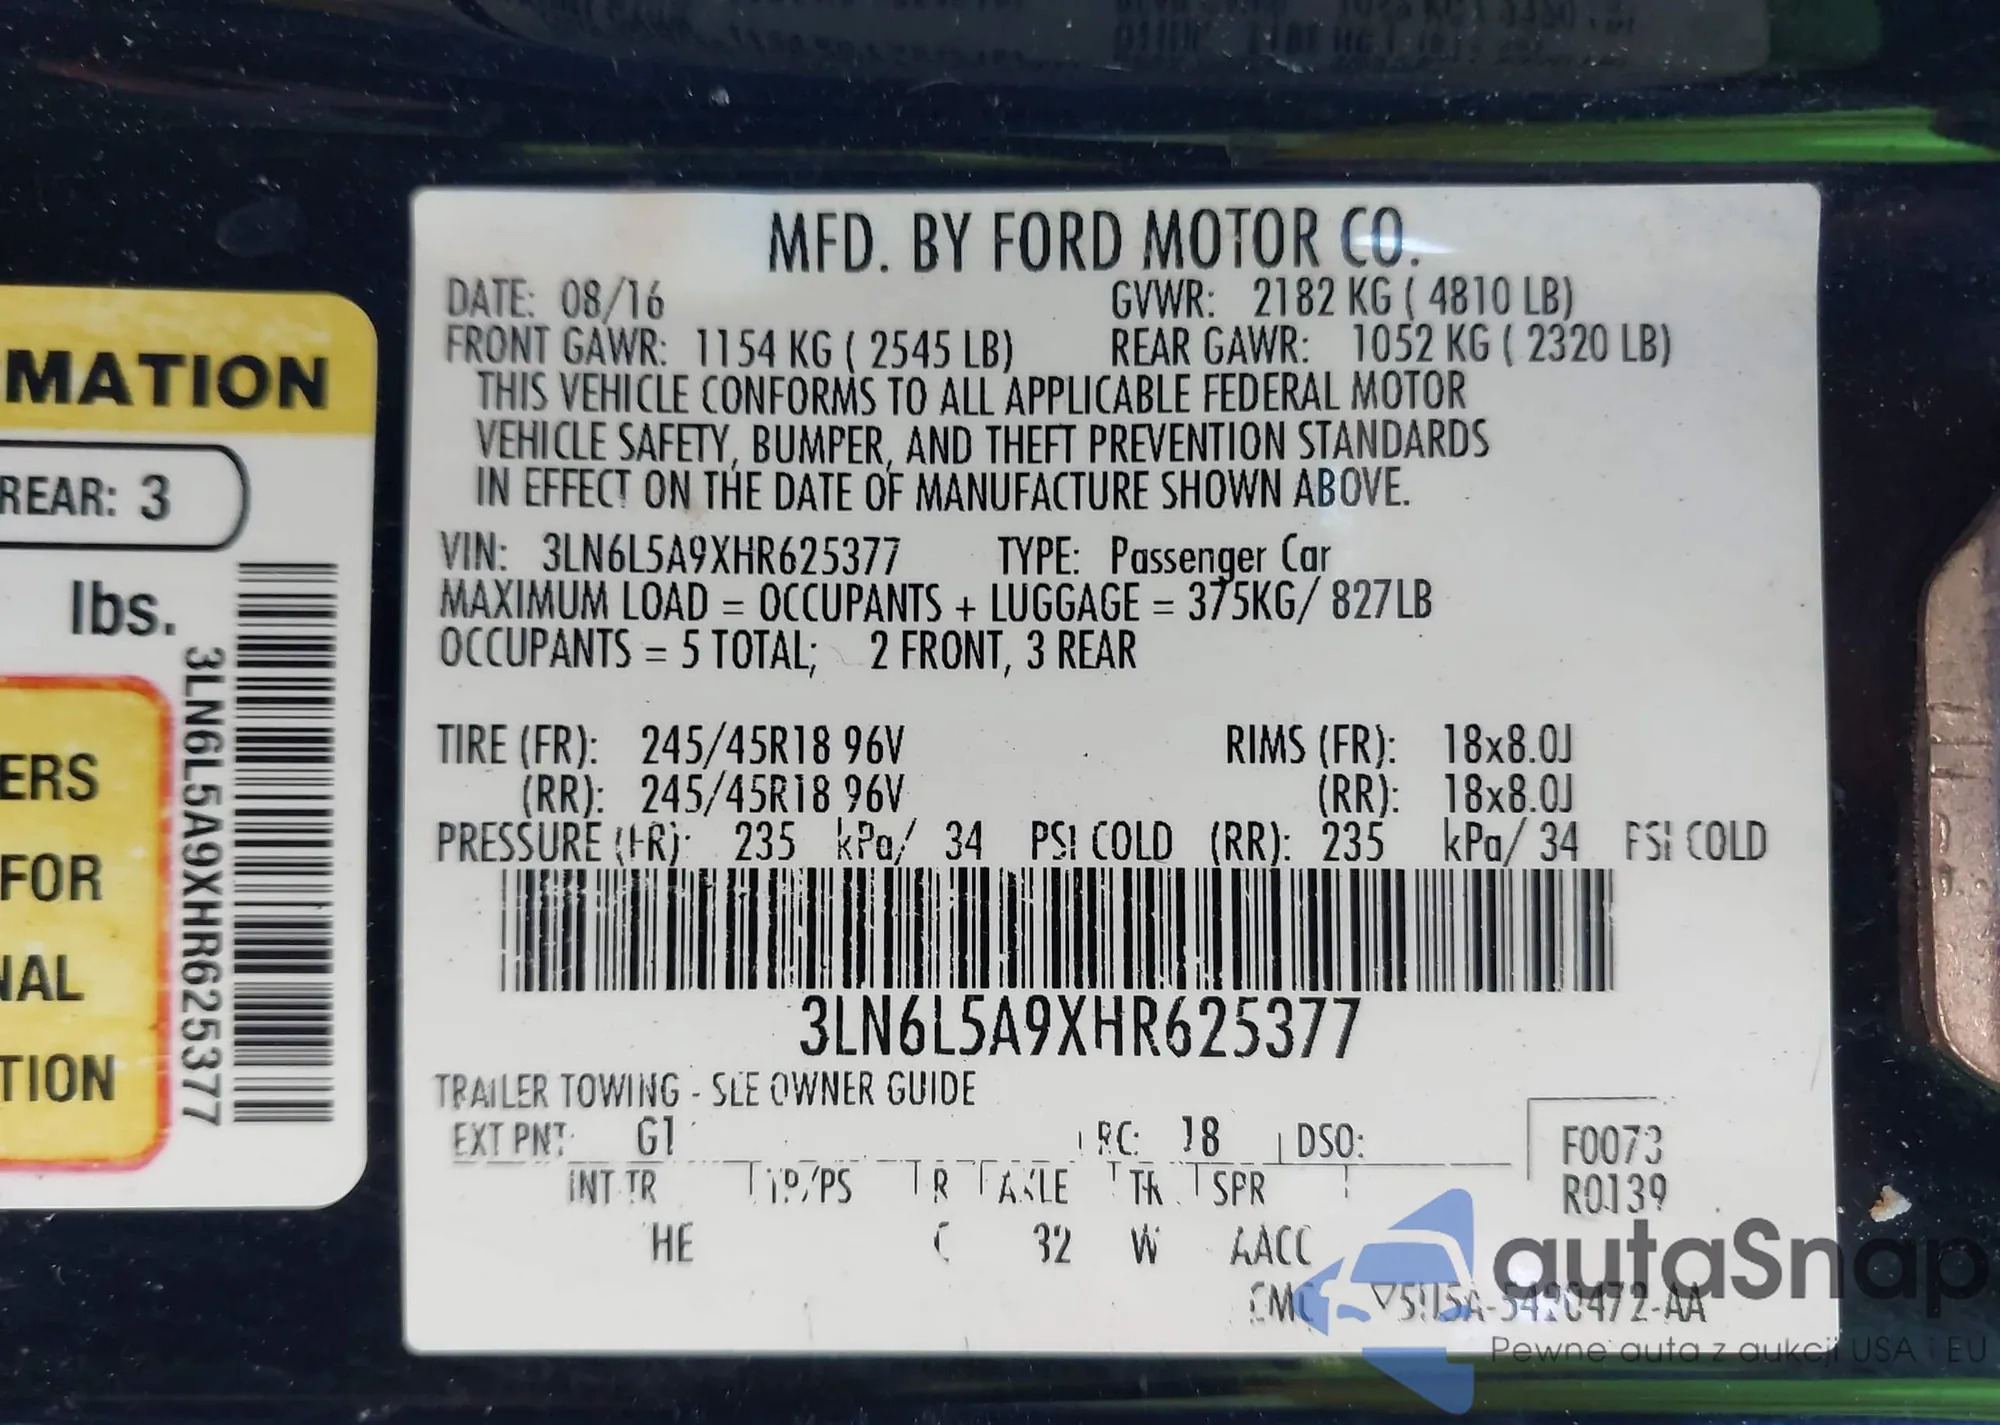 MATION
REAR: 3
lbs.
3LN6L5A9XHR625377
ERS
FOR
NAL
TION
MFD. BY FORD MOTOR CO.
DATE: 08/16 GVWR: 2182 KG ( 4810 LB)
FRONT GAWR: 1154 KG ( 2545 LB) REAR GAWR: 1052 KG ( 2320 LB)
THIS VEHICLE CONFORMS TO ALL APPLICABLE FEDERAL MOTOR
VEHICLE SAFETY, BUMPER, AND THEFT PREVENTION STANDARDS
IN EFFECT ON THE DATE OF MANUFACTURE SHOWN ABOVE.
VIN: 3LN6L5A9XHR625377 TYPE: Passenger Car
MAXIMUM LOAD = OCCUPANTS + LUGGAGE = 375KG/ 827LB
OCCUPANTS = 5 TOTAL; 2 FRONT, 3 REAR
TIRE (FR): 245/45R18 96V RIMS (FR): 18x8.0J
(RR): 245/45R18 96V (RR): 18x8.0J
PRESSURE (FR): 235 kPa/ 34 PSI COLD (RR): 235 kPa/ 34 PSI COLD
3LN6L5A9XHR625377
TRAILER TOWING - SEE OWNER GUIDE
EXT PNT: G1 RC: 18 DSO: F0073
INT TR TP/PS R AXLE TR SPR R0139
HE 32 W AACC
autaSnap
Pewne auta z aukcji USA i EU